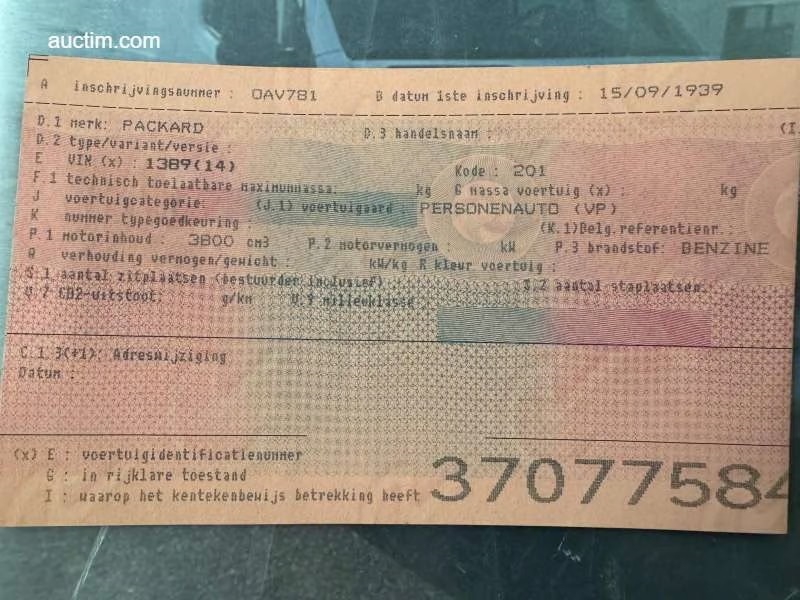 auctim.com
A inschrijvingsnummer : OAV781 B datum 1ste inschrijving : 15/09/1939
D.1 merk: PACKARD D.3 handelsnaam : (I
D.2 type/variant/versie :
E VIN (x) : 1389(14) Kode : 201
F.1 technisch toelaatbare maximummassa: kg G massa voertuig (x) : kg
J voertuigcategorie: (J.1) voertuigaard : PERSONENAUTO (VP)
K nummer typegoedkeuring : (K.1)Belg.referentienr.:
P.1 motorinhoud : 3800 cm3 P.2 motorvermogen : kW P.3 brandstof: BENZINE
Q verhouding vermogen/gewicht : kW/kg R kleur voertuig :
S.1 aantal zitplaatsen (bestuurder inclusief) S.2 aantal staplaatsen:
V.7 CO2-uitstoot: g/km V.9 milieuklasse
C.1 3(+1): Adreswijziging
Datum :
(x) E : voertuigidentificatienummer
G : in rijklare toestand
I : waarop het kentekenbewijs betrekking heeft 37077584